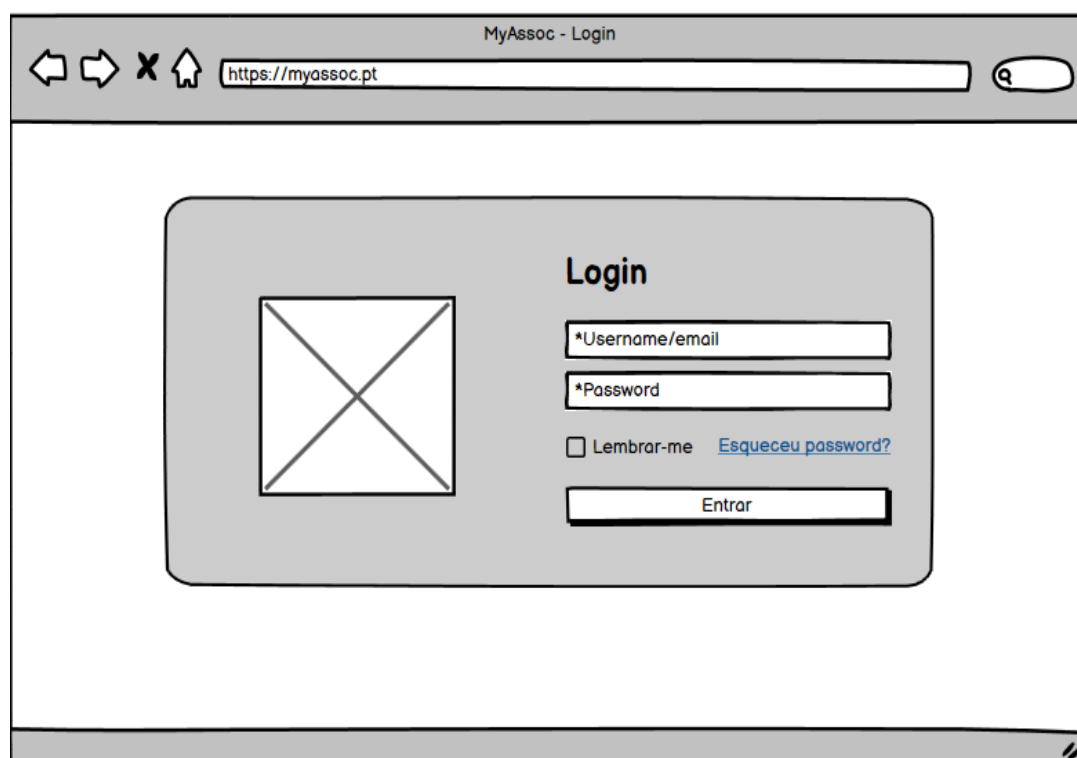 MyAssoc - Login
https://myassoc.pt
Login
*Username/email
*Password
Lembrar-me Esqueceu password?
Entrar